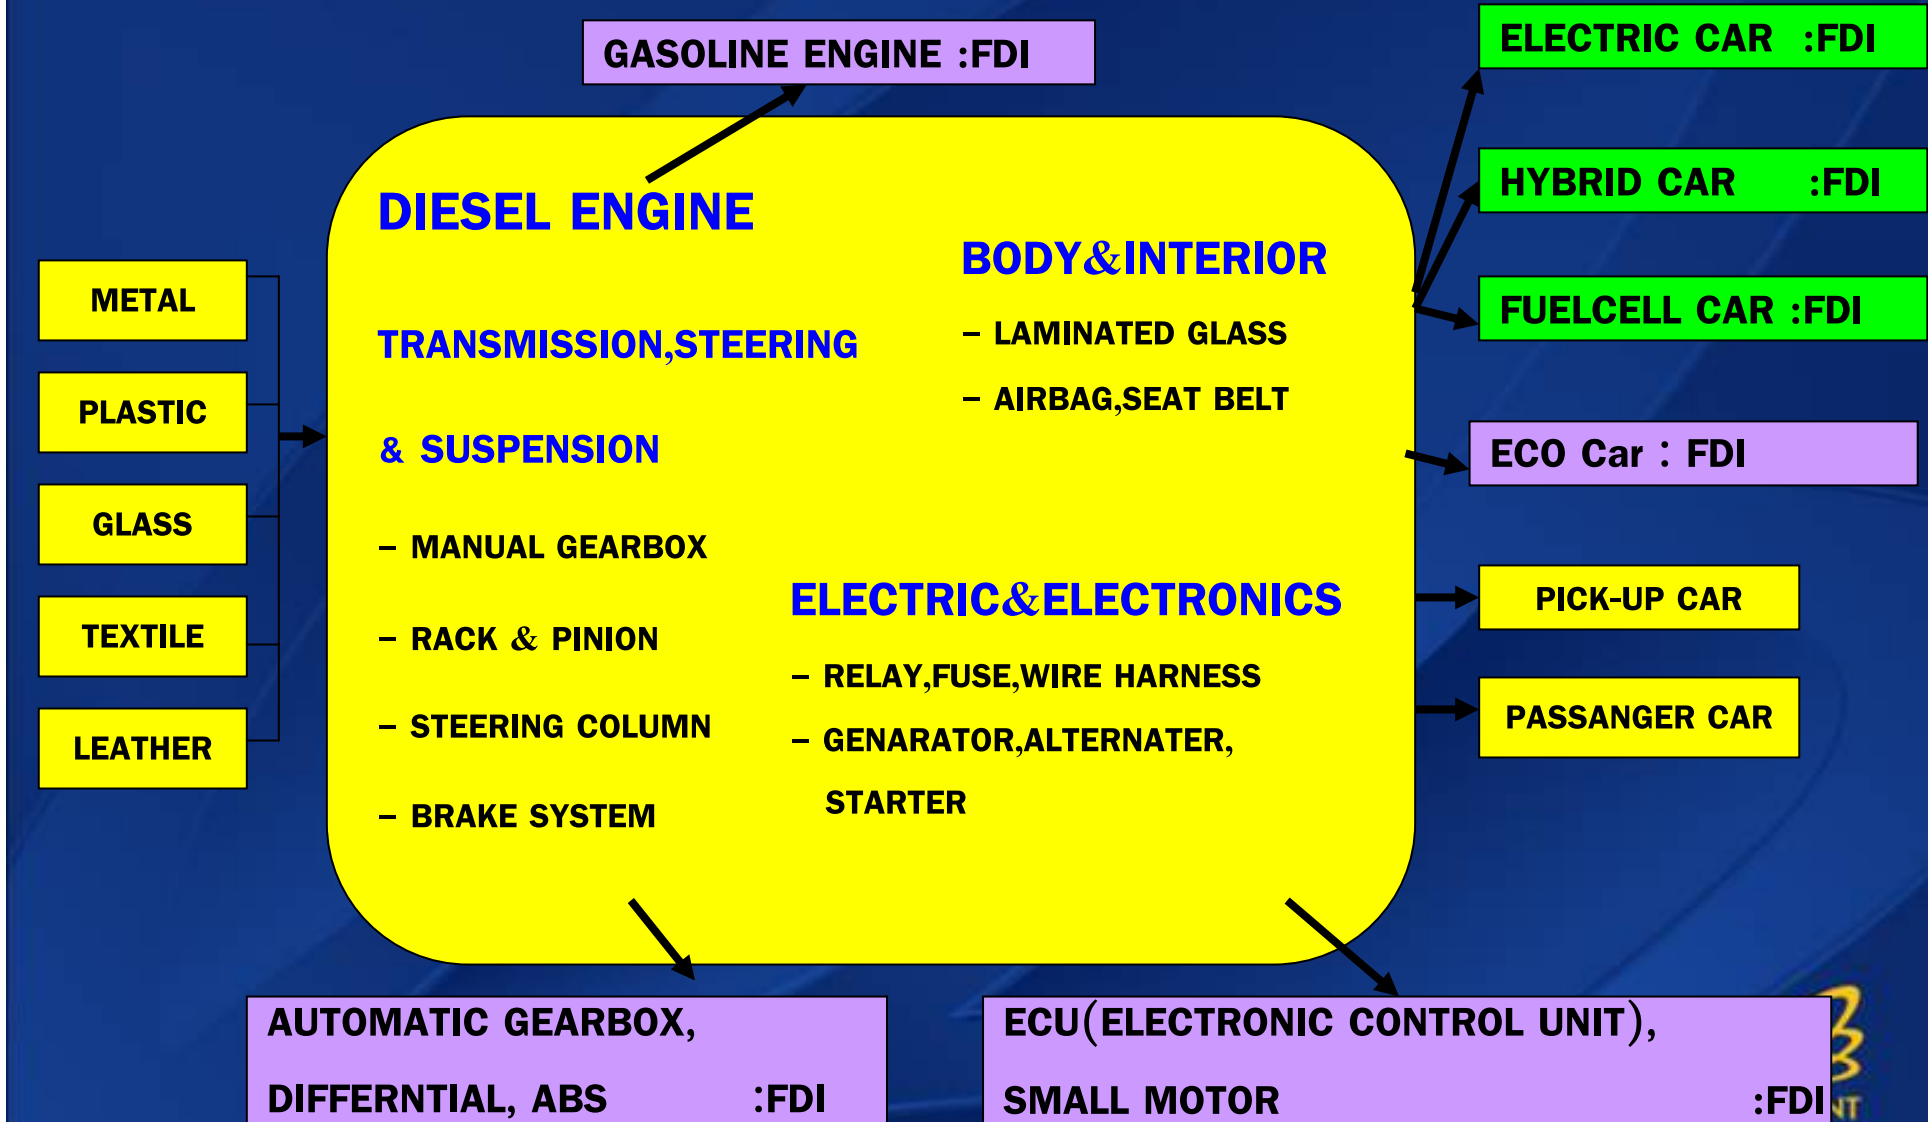 GASOLINE ENGINE :FDI
ELECTRIC CAR :FDI
HYBRID CAR :FDI
FUELCELL CAR :FDI
ECO Car : FDI
PICK-UP CAR
PASSANGER CAR
METAL
PLASTIC
GLASS
TEXTILE
LEATHER
DIESEL ENGINE
TRANSMISSION,STEERING
& SUSPENSION
– MANUAL GEARBOX
– RACK & PINION
– STEERING COLUMN
– BRAKE SYSTEM
BODY&INTERIOR
– LAMINATED GLASS
– AIRBAG,SEAT BELT
ELECTRIC&ELECTRONICS
– RELAY,FUSE,WIRE HARNESS
– GENARATOR,ALTERNATER,
STARTER
AUTOMATIC GEARBOX,
DIFFERNTIAL, ABS :FDI
ECU(ELECTRONIC CONTROL UNIT),
SMALL MOTOR :FDI